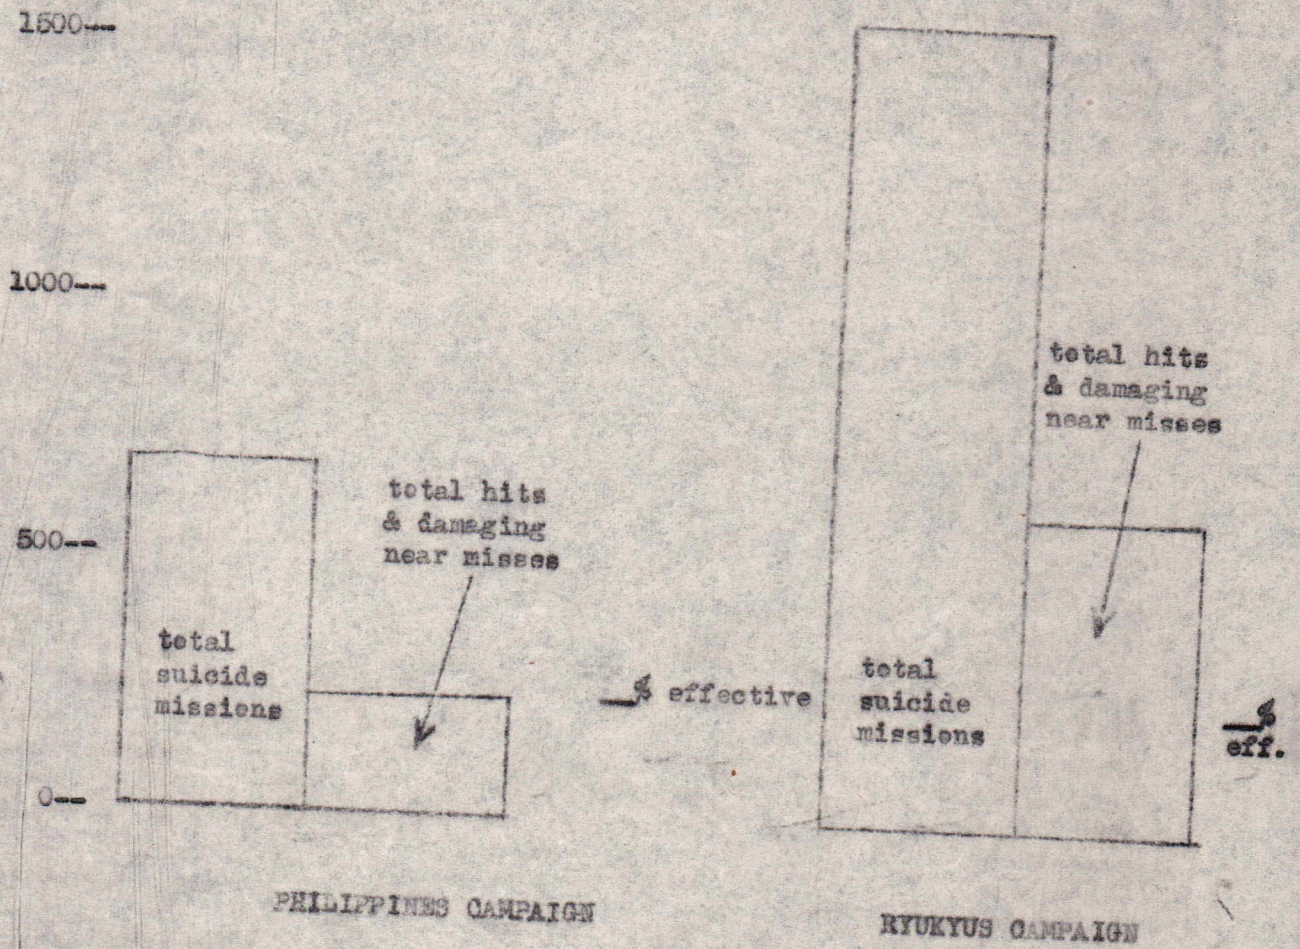 1500--
1000--
500--
0--
total
suicide
missions
total hits
& damaging
near misses
__% effective
total
suicide
missions
total hits
& damaging
near misses
__%
eff.
PHILIPPINES CAMPAIGN
RYUKYUS CAMPAIGN